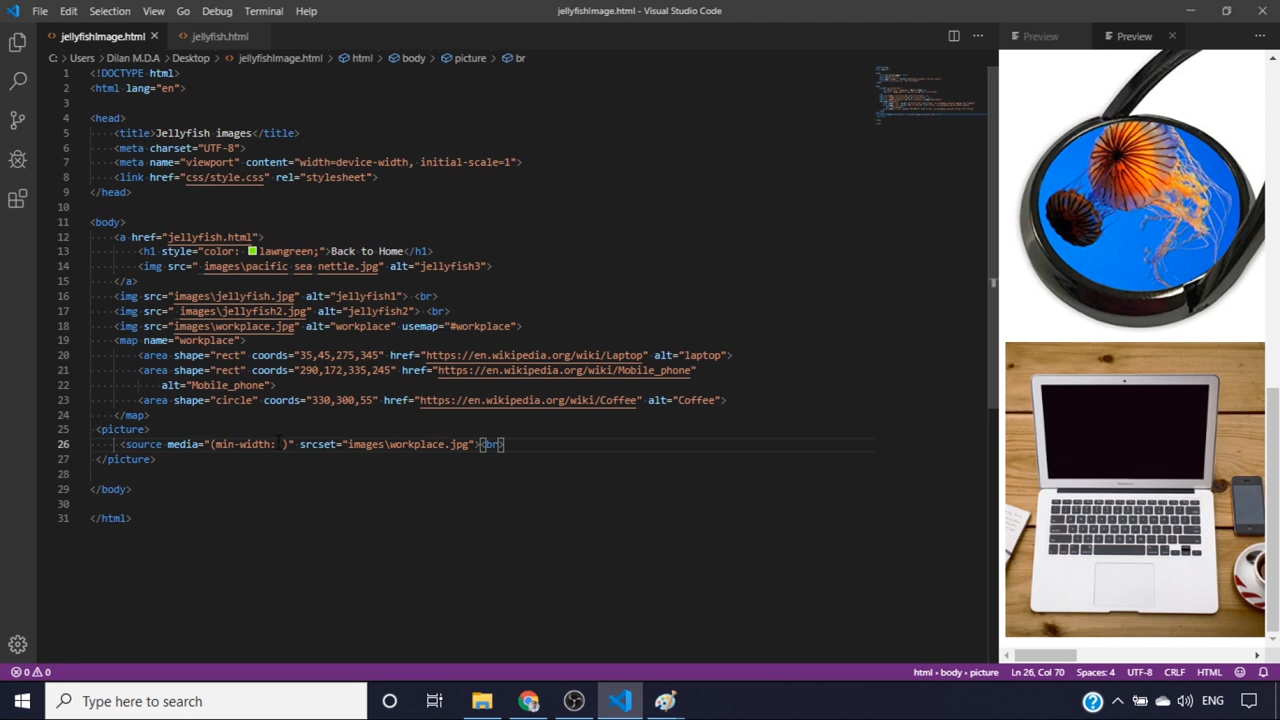 File Edit Selection View Go Debug Terminal Help jellyfishImage.html - Visual Studio Code
jellyfishImage.html jellyfish.html Preview Preview
C: > Users > Dilan M.D.A > Desktop > jellyfishImage.html > html > body > picture > br
1 <!DOCTYPE html>
2 <html lang="en">
3
4 <head>
5 <title>Jellyfish images</title>
6 <meta charset="UTF-8">
7 <meta name="viewport" content="width=device-width, initial-scale=1">
8 <link href="css/style.css" rel="stylesheet">
9 </head>
10
11 <body>
12 <a href="jellyfish.html">
13 <h1 style="color: lawngreen;">Back to Home</h1>
14 <img src=" images\pacific sea nettle.jpg" alt="jellyfish3">
15 </a>
16 <img src="images\jellyfish.jpg" alt="jellyfish1"> <br>
17 <img src=" images\jellyfish2.jpg" alt="jellyfish2"> <br>
18 <img src="images\workplace.jpg" alt="workplace" usemap="#workplace">
19 <map name="workplace">
20 <area shape="rect" coords="35,45,275,345" href="https://en.wikipedia.org/wiki/Laptop" alt="laptop">
21 <area shape="rect" coords="290,172,335,245" href="https://en.wikipedia.org/wiki/Mobile_phone"
22 alt="Mobile_phone">
23 <area shape="circle" coords="330,300,55" href="https://en.wikipedia.org/wiki/Coffee" alt="Coffee">
24 </map>
25 <picture>
26 <source media="(min-width: )" srcset="images\workplace.jpg"><br>
27 </picture>
28
29 </body>
30
31 </html>
0 0 html > body > picture Ln 26, Col 70 Spaces: 4 UTF-8 CRLF HTML
Type here to search ENG